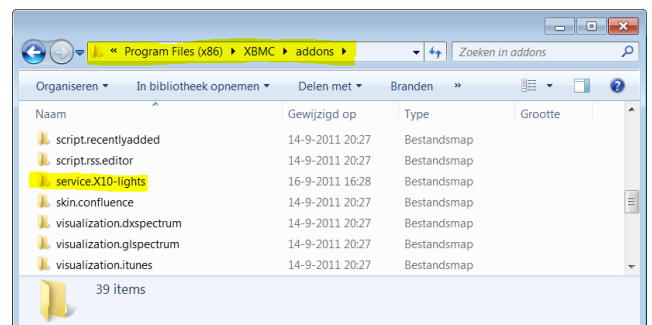 « Program Files (x86) XBMC addons Zoeken in addons
Organiseren In bibliotheek opnemen Delen met Branden »
Naam Gewijzigd op Type Grootte
script.recentlyadded 14-9-2011 20:27 Bestandsmap
script.rss.editor 14-9-2011 20:27 Bestandsmap
service.X10-lights 16-9-2011 16:28 Bestandsmap
skin.confluence 14-9-2011 20:27 Bestandsmap
visualization.dxspectrum 14-9-2011 20:27 Bestandsmap
visualization.glspectrum 14-9-2011 20:27 Bestandsmap
visualization.itunes 14-9-2011 20:27 Bestandsmap
39 items